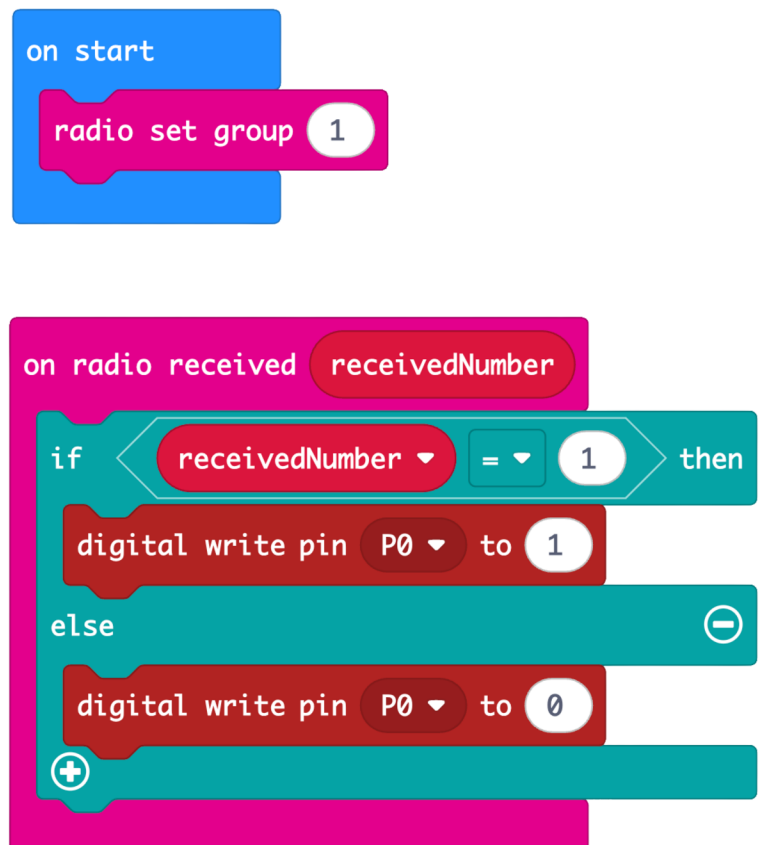 on start
radio set group 1
on radio received receivedNumber
if receivedNumber = 1 then
digital write pin P0 to 1
else
digital write pin P0 to 0